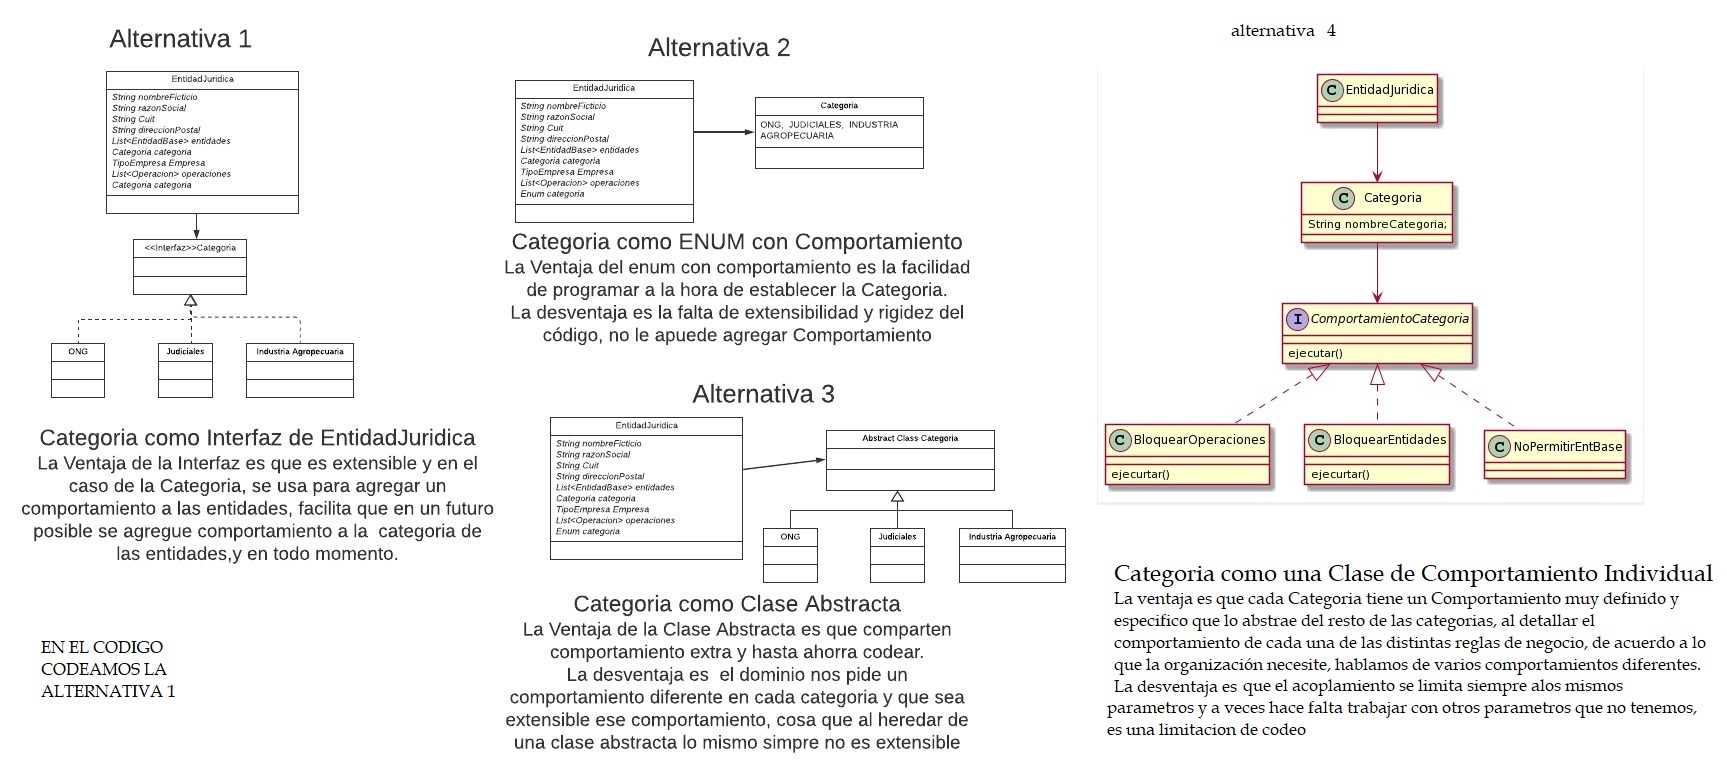 Alternativa 1
EntidadJuridica
String nombreFicticio
String razonSocial
String Cuit
String direccionPostal
List<EntidadBase> entidades
Categoria categoria
TipoEmpresa Empresa
List<Operacion> operaciones
Categoria categoria
<<Interfaz>>Categoria
ONG
Judiciales
Industria Agropecuaria
Categoria como Interfaz de EntidadJuridica
La Ventaja de la Interfaz es que es extensible y en el
caso de la Categoria, se usa para agregar un
comportamiento a las entidades, facilita que en un futuro
posible se agregue comportamiento a la categoria de
las entidades,y en todo momento.
EN EL CODIGO
CODEAMOS LA
ALTERNATIVA 1
Alternativa 2
EntidadJuridica
String nombreFicticio
String razonSocial
String Cuit
String direccionPostal
List<EntidadBase> entidades
Categoria categoria
TipoEmpresa Empresa
List<Operacion> operaciones
Enum categoria
Categoria
ONG, JUDICIALES, INDUSTRIA
AGROPECUARIA
Categoria como ENUM con Comportamiento
La Ventaja del enum con comportamiento es la facilidad
de programar a la hora de establecer la Categoria.
La desventaja es la falta de extensibilidad y rigidez del
código, no le apuede agregar Comportamiento
Alternativa 3
EntidadJuridica
String nombreFicticio
String razonSocial
String Cuit
String direccionPostal
List<EntidadBase> entidades
Categoria categoria
TipoEmpresa Empresa
List<Operacion> operaciones
Enum categoria
Abstract Class Categoria
ONG
Judiciales
Industria Agropecuaria
Categoria como Clase Abstracta
La Ventaja de la Clase Abstracta es que comparten
comportamiento extra y hasta ahorra codear.
La desventaja es el dominio nos pide un
comportamiento diferente en cada categoria y que sea
extensible ese comportamiento, cosa que al heredar de
una clase abstracta lo mismo simpre no es extensible
alternativa 4
C EntidadJuridica
C Categoria
String nombreCategoria;
I ComportamientoCategoria
ejecutar()
C BloquearOperaciones
ejecurtar()
C BloquearEntidades
ejecurtar()
C NoPermitirEntBase
Categoria como una Clase de Comportamiento Individual
La ventaja es que cada Categoria tiene un Comportamiento muy definido y
especifico que lo abstrae del resto de las categorias, al detallar el
comportamiento de cada una de las distintas reglas de negocio, de acuerdo a lo
que la organización necesite, hablamos de varios comportamientos diferentes.
La desventaja es que el acoplamiento se limita siempre alos mismos
parametros y a veces hace falta trabajar con otros parametros que no tenemos,
es una limitacion de codeo